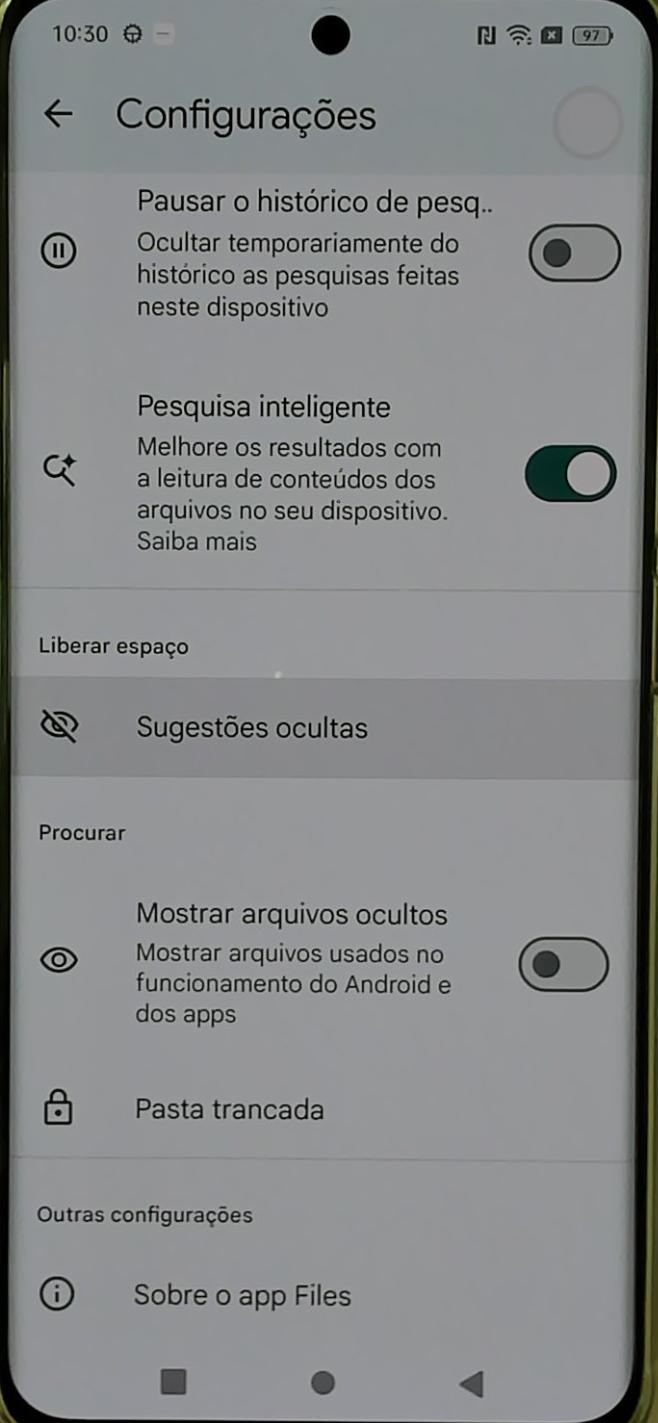 10:30
97
Configurações
Pausar o histórico de pesq..
Ocultar temporariamente do
histórico as pesquisas feitas
neste dispositivo
Pesquisa inteligente
Melhore os resultados com
a leitura de conteúdos dos
arquivos no seu dispositivo.
Saiba mais
Liberar espaço
Sugestões ocultas
Procurar
Mostrar arquivos ocultos
Mostrar arquivos usados no
funcionamento do Android e
dos apps
Pasta trancada
Outras configurações
Sobre o app Files